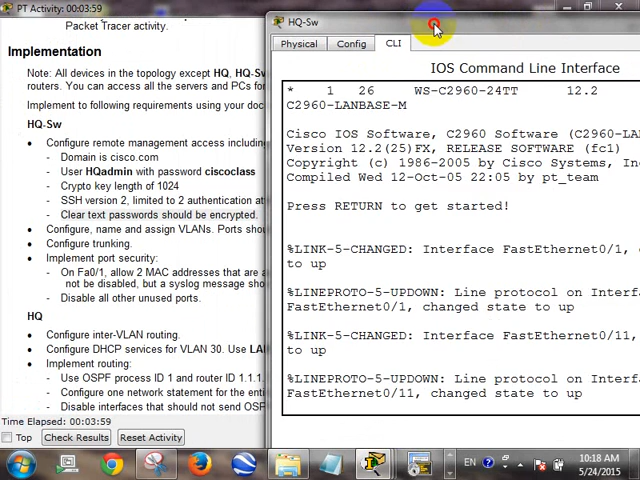 PT Activity: 00:03:59
Packet Tracer activity.
Implementation
Note: All devices in the topology except HQ, HQ-Sw
routers. You can access all the servers and PCs for
Implement to following requirements using your docu
HQ-Sw
Configure remote management access including
- Domain is cisco.com
- User HQadmin with password ciscoclass
- Crypto key length of 1024
- SSH version 2, limited to 2 authentication at
- Clear text passwords should be encrypted.
Configure, name and assign VLANs. Ports shou
Configure trunking.
Implement port security:
- On Fa0/1, allow 2 MAC addresses that are a
not be disabled, but a syslog message sho
- Disable all other unused ports.
HQ
Configure inter-VLAN routing.
Configure DHCP services for VLAN 30. Use LAN
Implement routing:
- Use OSPF process ID 1 and router ID 1.1.1.
- Configure one network statement for the enti
- Disable interfaces that should not send OSP
Time Elapsed: 00:03:59
Top
Check Results
Reset Activity
HQ-Sw
Physical
Config
CLI
IOS Command Line Interface
* 1 26 WS-C2960-24TT 12.2
C2960-LANBASE-M
Cisco IOS Software, C2960 Software (C2960-LAN
Version 12.2(25)FX, RELEASE SOFTWARE (fc1)
Copyright (c) 1986-2005 by Cisco Systems, In
Compiled Wed 12-Oct-05 22:05 by pt_team
Press RETURN to get started!
%LINK-5-CHANGED: Interface FastEthernet0/1, c
to up
%LINEPROTO-5-UPDOWN: Line protocol on Interf
FastEthernet0/1, changed state to up
%LINK-5-CHANGED: Interface FastEthernet0/11,
to up
%LINEPROTO-5-UPDOWN: Line protocol on Interf
FastEthernet0/11, changed state to up
EN
10:18 AM
5/24/2015